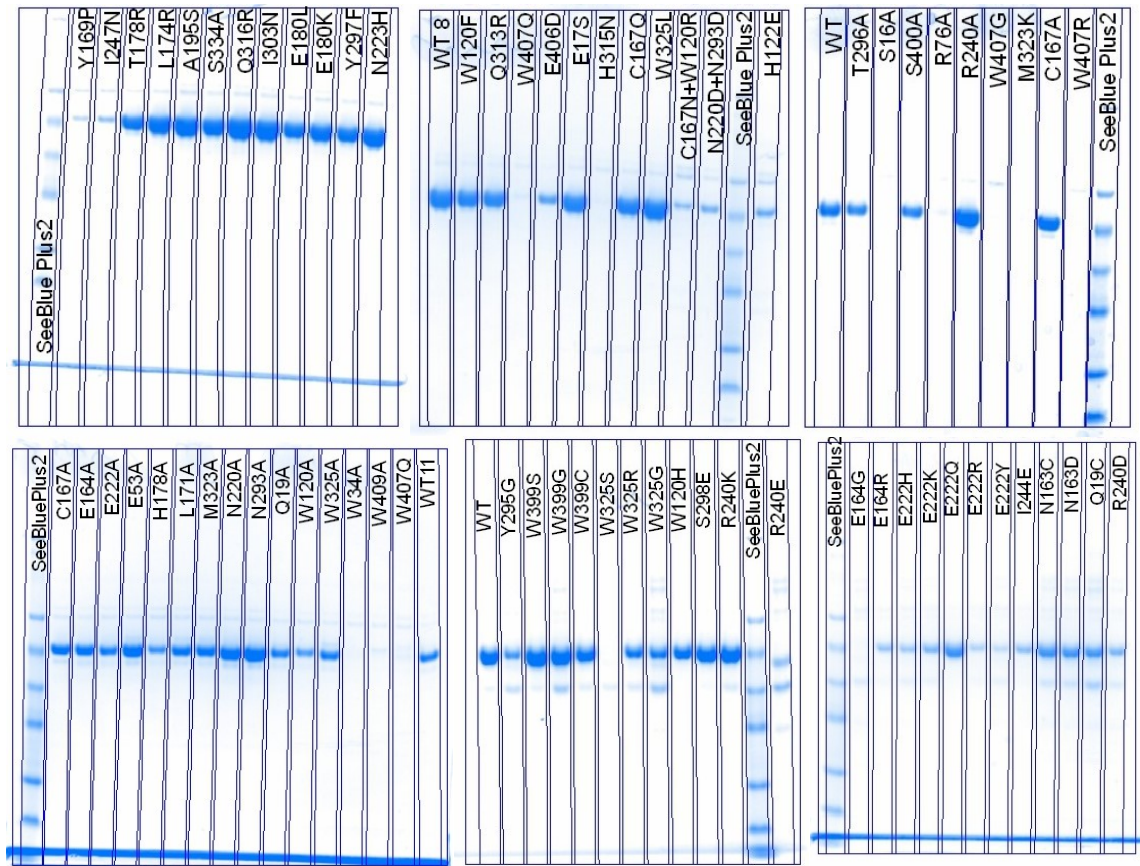 SeeBlue Plus2
Y169P
I247N
T178R
L174R
A195S
S334A
Q316R
I303N
E180L
E180K
Y297F
N223H
WT 8
W120F
Q313R
W407Q
E406D
E17S
H315N
C167Q
W325L
C167N+W120R
N220D+N293D
SeeBlue Plus2
H122E
WT
T296A
S16A
S400A
R76A
R240A
W407G
M323K
C167A
W407R
SeeBlue Plus2
SeeBluePlus2
C167A
E164A
E222A
E53A
H178A
L171A
M323A
N220A
N293A
Q19A
W120A
W325A
W34A
W409A
W407Q
WT11
WT
Y295G
W399S
W399G
W399C
W325S
W325R
W325G
W120H
S298E
R240K
SeeBluePlus2
R240E
SeeBluePlus2
E164G
E164R
E222H
E222K
E222Q
E222R
E222Y
I244E
N163C
N163D
Q19C
R240D